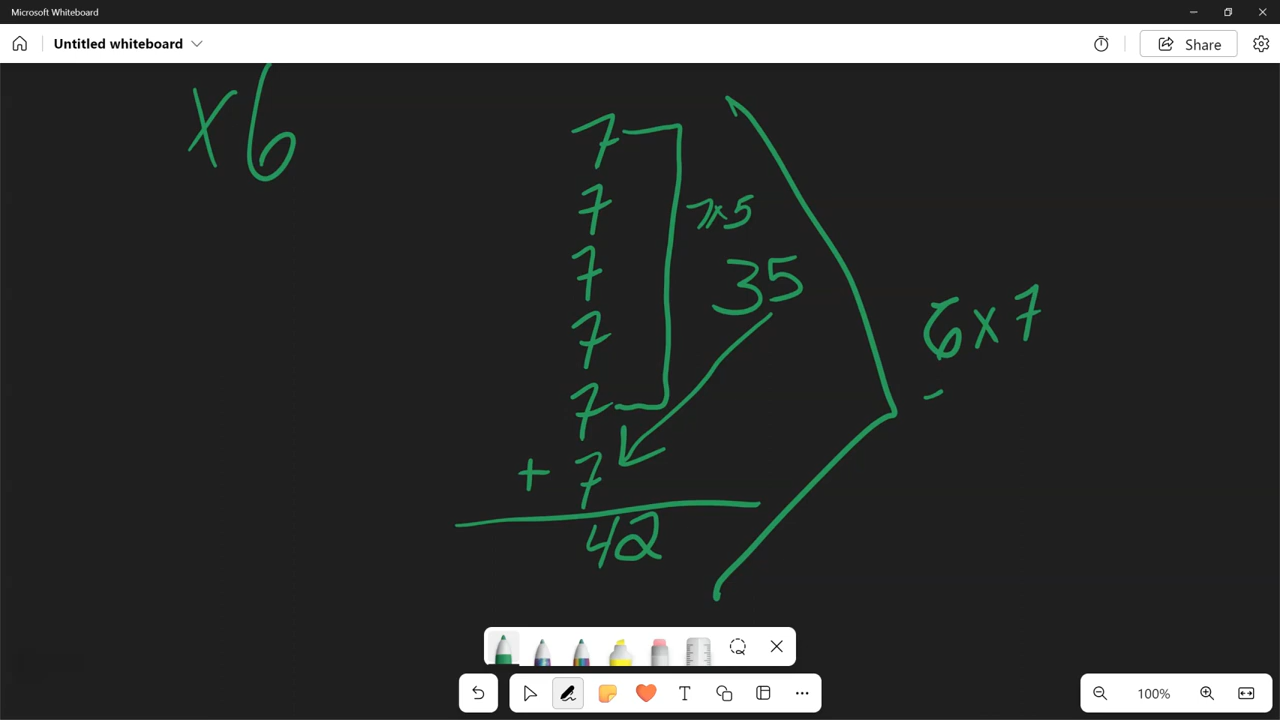 Microsoft Whiteboard
Untitled whiteboard
Share
x6
7
7
7
7
7
+ 7
42
7x5
35
6x7
-
T
100%